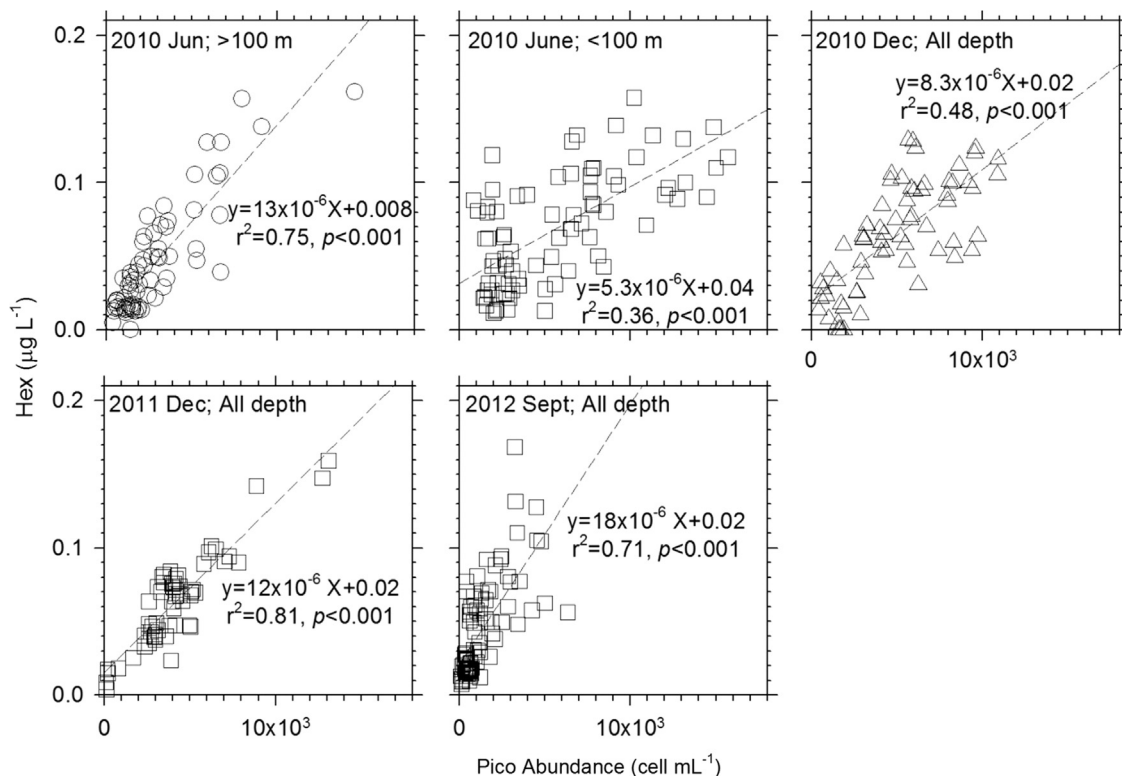 0.2
0.1
0.0
2010 Jun; >100 m
y=13x10⁻⁶X+0.008
r²=0.75, p<0.001
2010 June; <100 m
y=5.3x10⁻⁶X+0.04
r²=0.36, p<0.001
2010 Dec; All depth
y=8.3x10⁻⁶X+0.02
r²=0.48, p<0.001
0
10x10³
Hex (µg L⁻¹)
0.2
0.1
0.0
2011 Dec; All depth
y=12x10⁻⁶ X+0.02
r²=0.81, p<0.001
0
10x10³
2012 Sept; All depth
y=18x10⁻⁶ X+0.02
r²=0.71, p<0.001
0
10x10³
Pico Abundance (cell mL⁻¹)